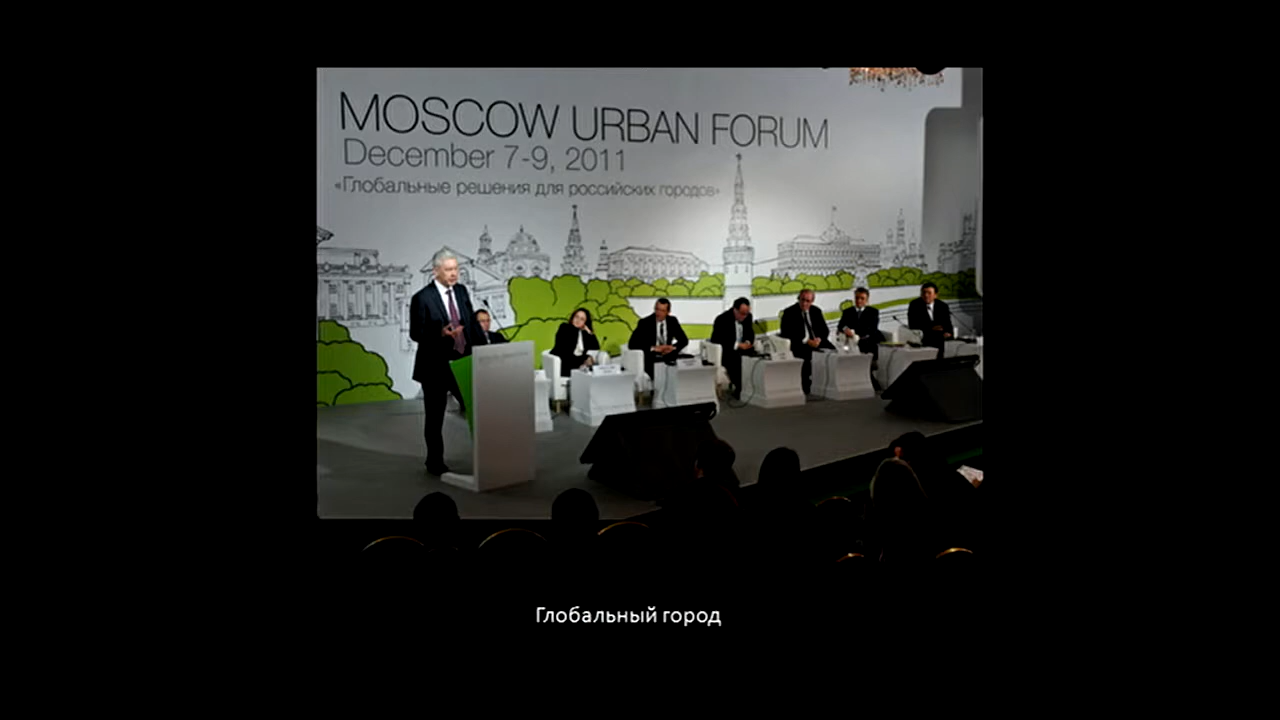 MOSCOW URBAN FORUM
December 7-9, 2011
«Глобальные решения для российских городов»
Глобальный город